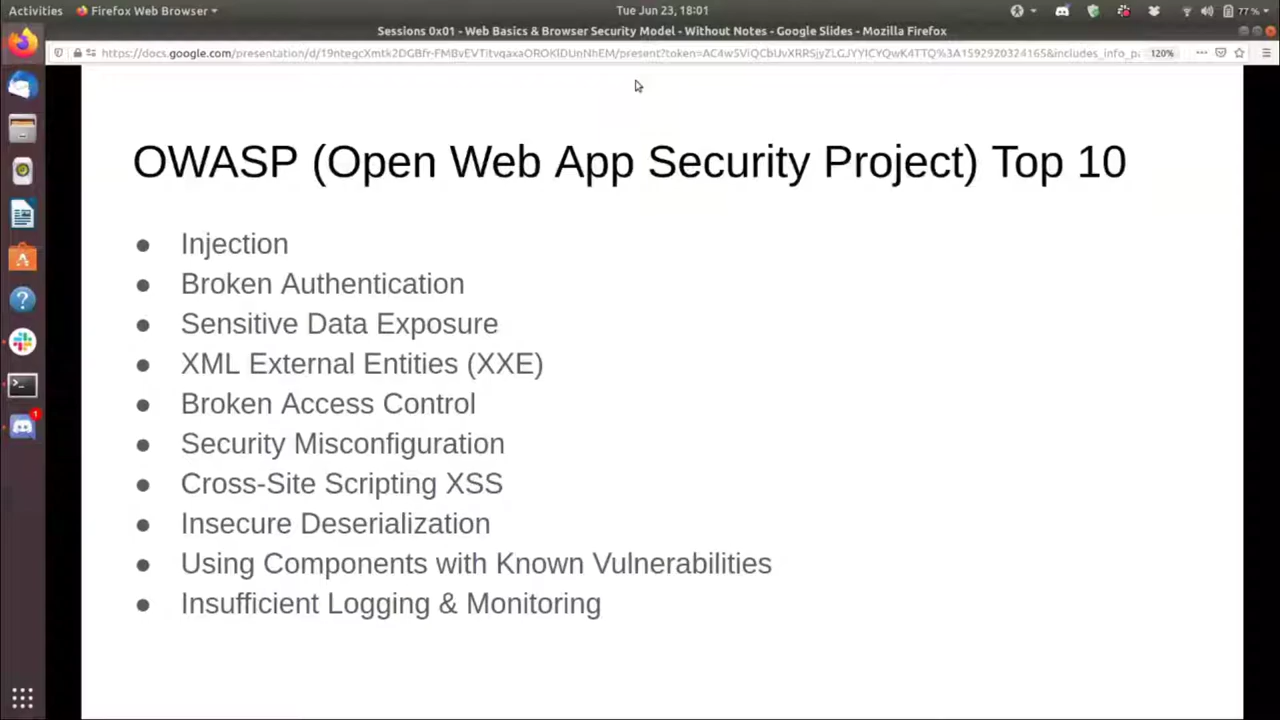 Activities Firefox Web Browser Tue Jun 23, 18:01 77 %
Sessions 0x01 - Web Basics & Browser Security Model - Without Notes - Google Slides - Mozilla Firefox
120%
OWASP (Open Web App Security Project) Top 10
● Injection
● Broken Authentication
● Sensitive Data Exposure
● XML External Entities (XXE)
● Broken Access Control
● Security Misconfiguration
● Cross-Site Scripting XSS
● Insecure Deserialization
● Using Components with Known Vulnerabilities
● Insufficient Logging & Monitoring
1